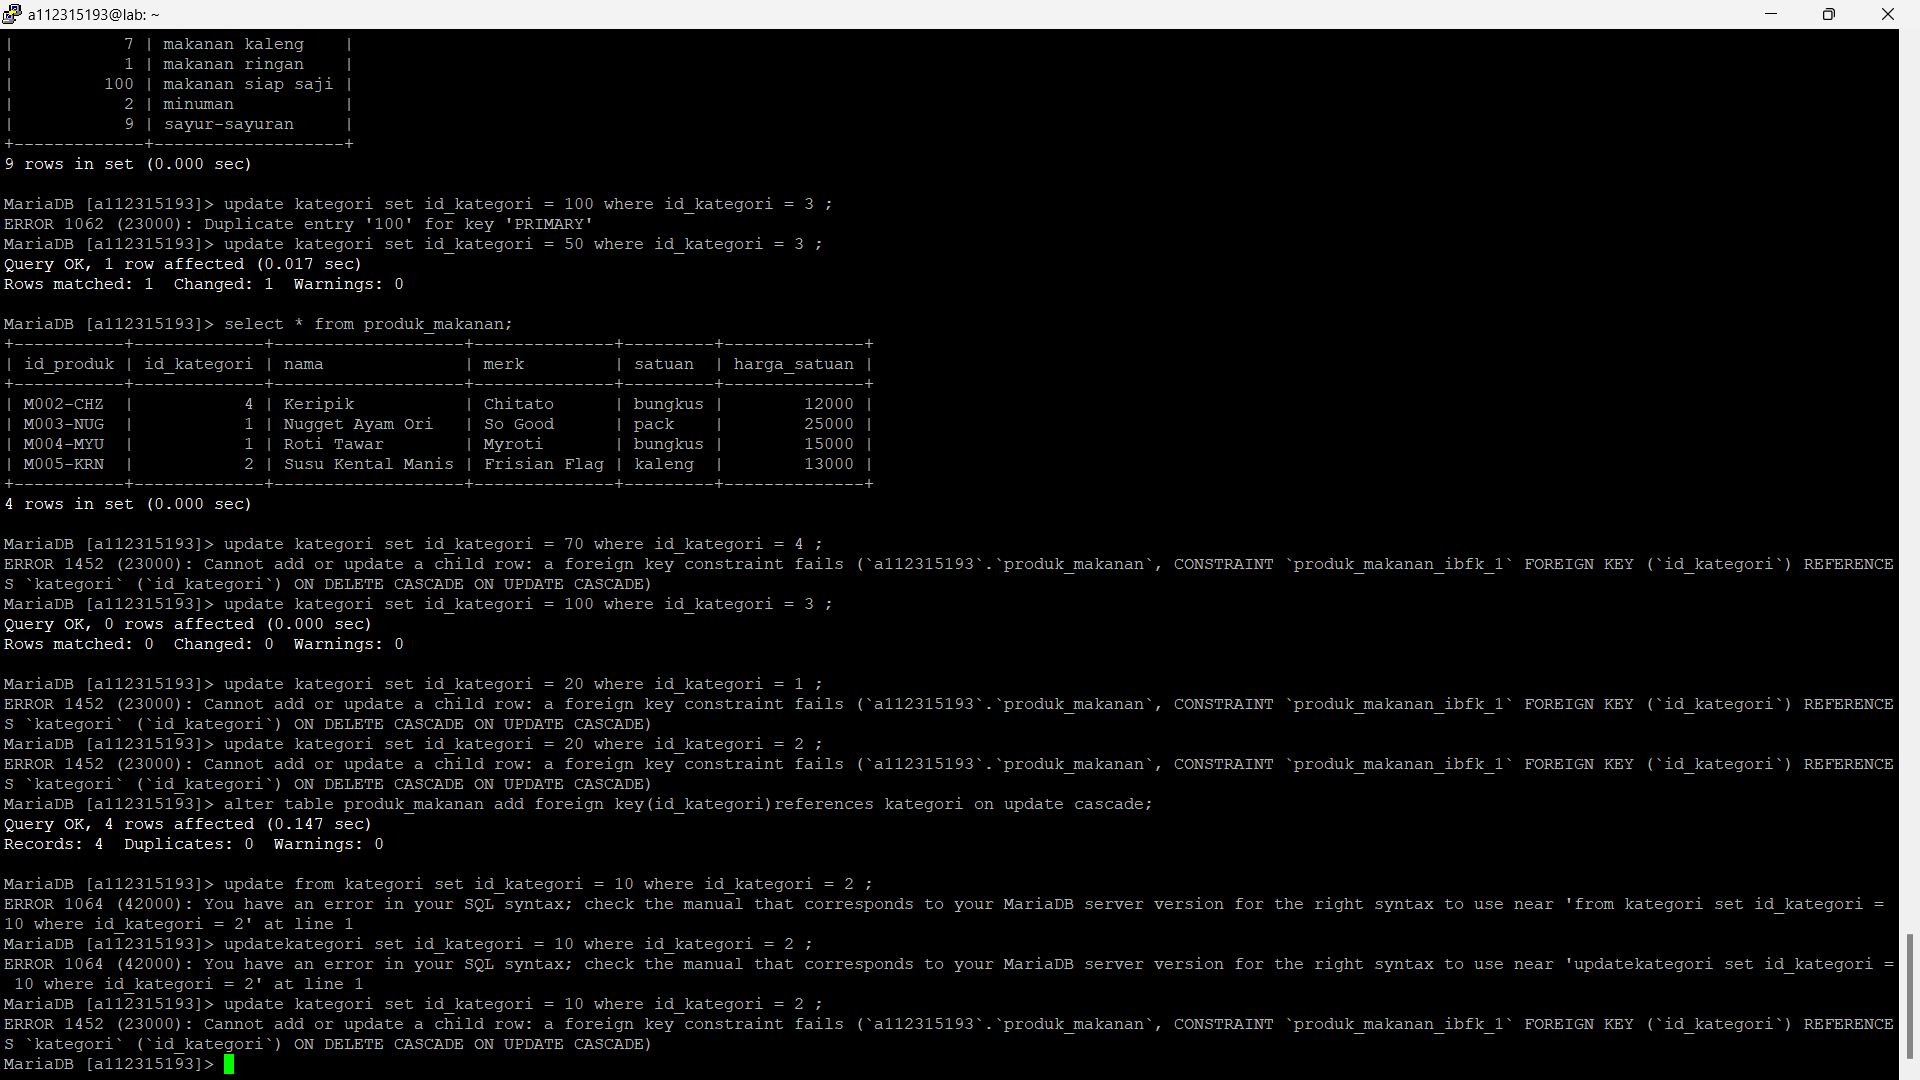 a112315193@lab: ~
|           7 | makanan kaleng    |
|           1 | makanan ringan    |
|         100 | makanan siap saji |
|           2 | minuman           |
|           9 | sayur-sayuran     |
+-------------+-------------------+
9 rows in set (0.000 sec)

MariaDB [a112315193]> update kategori set id_kategori = 100 where id_kategori = 3 ;
ERROR 1062 (23000): Duplicate entry '100' for key 'PRIMARY'
MariaDB [a112315193]> update kategori set id_kategori = 50 where id_kategori = 3 ;
Query OK, 1 row affected (0.017 sec)
Rows matched: 1  Changed: 1  Warnings: 0

MariaDB [a112315193]> select * from produk_makanan;
+-----------+-------------+-------------------+--------------+---------+--------------+
| id_produk | id_kategori | nama              | merk         | satuan  | harga_satuan |
+-----------+-------------+-------------------+--------------+---------+--------------+
| M002-CHZ  |           4 | Keripik           | Chitato      | bungkus |        12000 |
| M003-NUG  |           1 | Nugget Ayam Ori   | So Good      | pack    |        25000 |
| M004-MYU  |           1 | Roti Tawar        | Myroti       | bungkus |        15000 |
| M005-KRN  |           2 | Susu Kental Manis | Frisian Flag | kaleng  |        13000 |
+-----------+-------------+-------------------+--------------+---------+--------------+
4 rows in set (0.000 sec)

MariaDB [a112315193]> update kategori set id_kategori = 70 where id_kategori = 4 ;
ERROR 1452 (23000): Cannot add or update a child row: a foreign key constraint fails (`a112315193`.`produk_makanan`, CONSTRAINT `produk_makanan_ibfk_1` FOREIGN KEY (`id_kategori`) REFERENCE
S `kategori` (`id_kategori`) ON DELETE CASCADE ON UPDATE CASCADE)
MariaDB [a112315193]> update kategori set id_kategori = 100 where id_kategori = 3 ;
Query OK, 0 rows affected (0.000 sec)
Rows matched: 0  Changed: 0  Warnings: 0

MariaDB [a112315193]> update kategori set id_kategori = 20 where id_kategori = 1 ;
ERROR 1452 (23000): Cannot add or update a child row: a foreign key constraint fails (`a112315193`.`produk_makanan`, CONSTRAINT `produk_makanan_ibfk_1` FOREIGN KEY (`id_kategori`) REFERENCE
S `kategori` (`id_kategori`) ON DELETE CASCADE ON UPDATE CASCADE)
MariaDB [a112315193]> update kategori set id_kategori = 20 where id_kategori = 2 ;
ERROR 1452 (23000): Cannot add or update a child row: a foreign key constraint fails (`a112315193`.`produk_makanan`, CONSTRAINT `produk_makanan_ibfk_1` FOREIGN KEY (`id_kategori`) REFERENCE
S `kategori` (`id_kategori`) ON DELETE CASCADE ON UPDATE CASCADE)
MariaDB [a112315193]> alter table produk_makanan add foreign key(id_kategori)references kategori on update cascade;
Query OK, 4 rows affected (0.147 sec)
Records: 4  Duplicates: 0  Warnings: 0

MariaDB [a112315193]> update from kategori set id_kategori = 10 where id_kategori = 2 ;
ERROR 1064 (42000): You have an error in your SQL syntax; check the manual that corresponds to your MariaDB server version for the right syntax to use near 'from kategori set id_kategori =
10 where id_kategori = 2' at line 1
MariaDB [a112315193]> updatekategori set id_kategori = 10 where id_kategori = 2 ;
ERROR 1064 (42000): You have an error in your SQL syntax; check the manual that corresponds to your MariaDB server version for the right syntax to use near 'updatekategori set id_kategori =
 10 where id_kategori = 2' at line 1
MariaDB [a112315193]> update kategori set id_kategori = 10 where id_kategori = 2 ;
ERROR 1452 (23000): Cannot add or update a child row: a foreign key constraint fails (`a112315193`.`produk_makanan`, CONSTRAINT `produk_makanan_ibfk_1` FOREIGN KEY (`id_kategori`) REFERENCE
S `kategori` (`id_kategori`) ON DELETE CASCADE ON UPDATE CASCADE)
MariaDB [a112315193]>